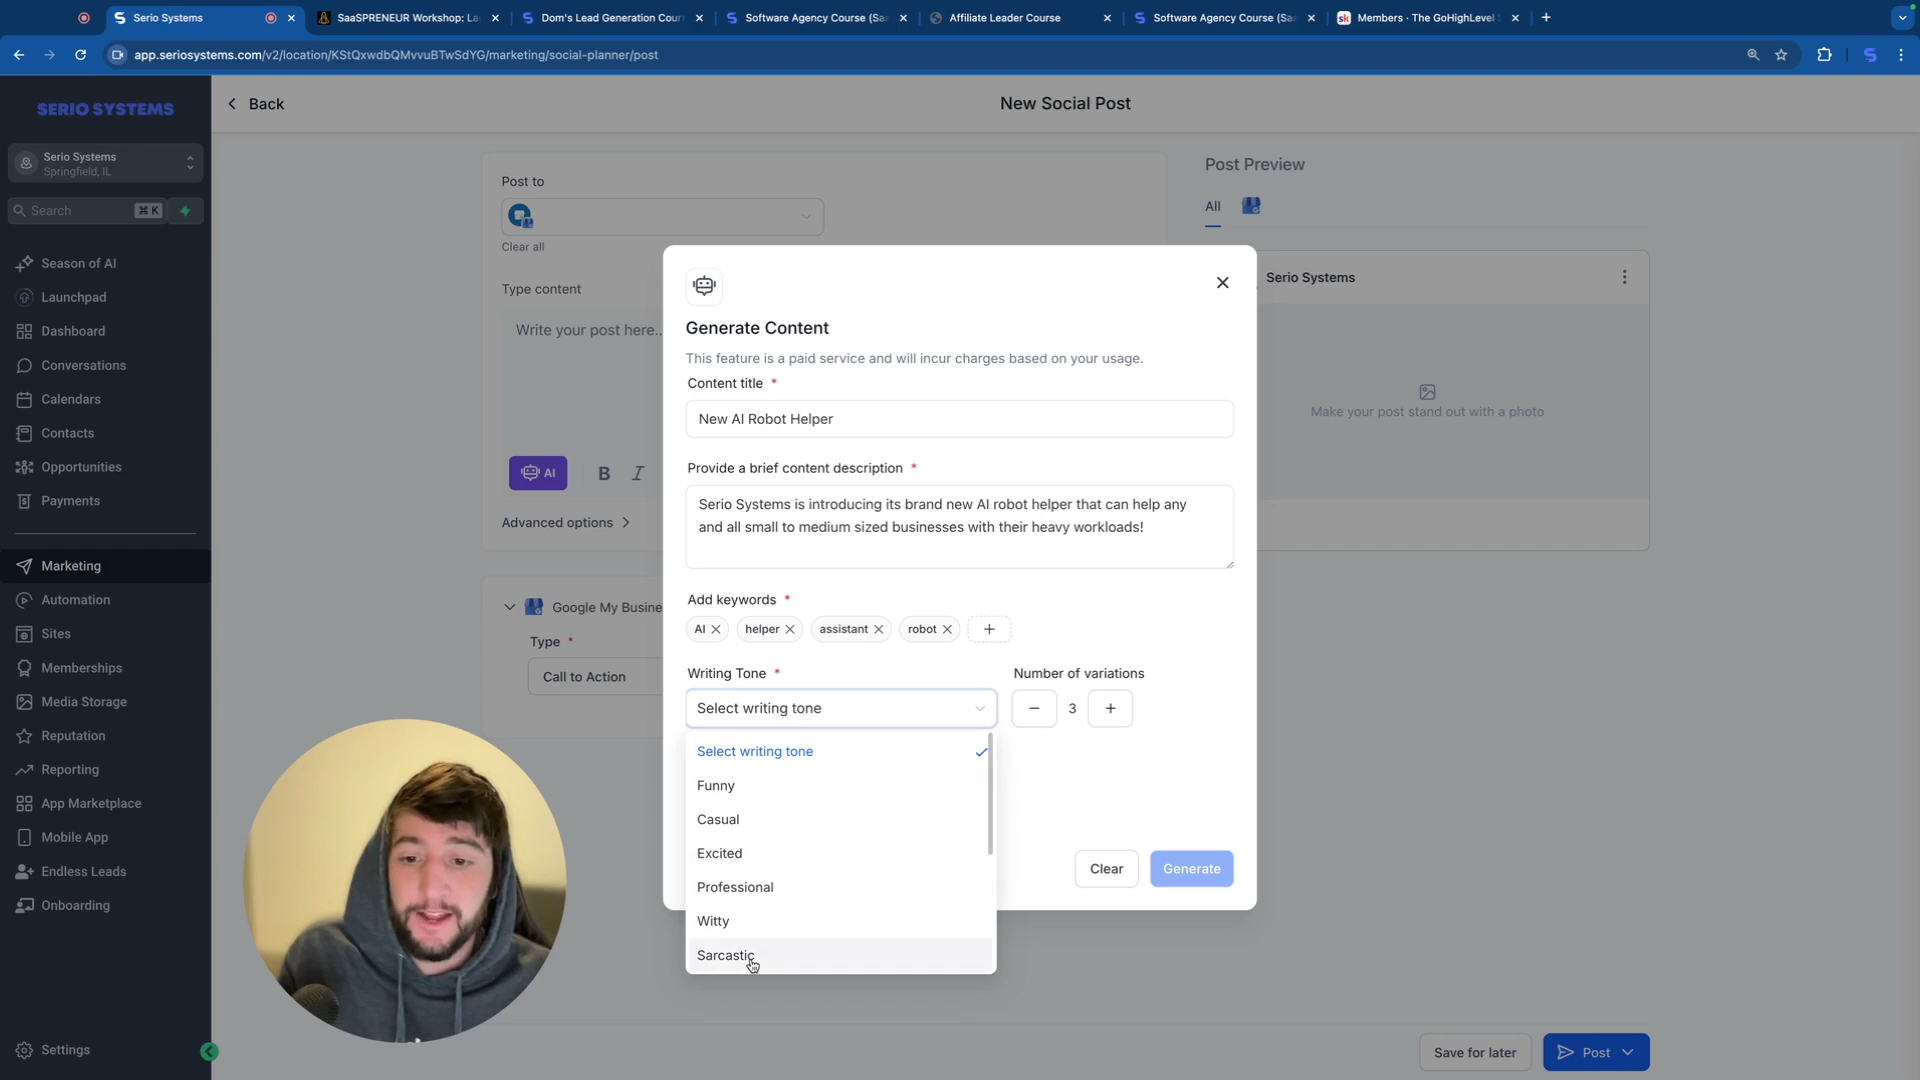 Serio Systems
SaaSPRENEUR Workshop: La
Dom's Lead Generation Cour
Software Agency Course (Saa
Affiliate Leader Course
Software Agency Course (Saa
Members · The GoHighLevel
app.seriosystems.com/v2/location/KStQxwdbQMvvuBTwSdYG/marketing/social-planner/post
SERIO SYSTEMS
Back
New Social Post
Serio Systems
Springfield, IL
Search
⌘ K
Season of AI
Launchpad
Dashboard
Conversations
Calendars
Contacts
Opportunities
Payments
Marketing
Automation
Sites
Memberships
Media Storage
Reputation
Reporting
App Marketplace
Mobile App
Endless Leads
Onboarding
Settings
Post to
Clear all
Type content
Write your post here..
AI
B
I
Advanced options
Google My Busine
Type *
Call to Action
Post Preview
All
Serio Systems
Make your post stand out with a photo
Generate Content
This feature is a paid service and will incur charges based on your usage.
Content title *
New AI Robot Helper
Provide a brief content description *
Serio Systems is introducing its brand new AI robot helper that can help any
and all small to medium sized businesses with their heavy workloads!
Add keywords *
AI
helper
assistant
robot
Writing Tone *
Number of variations
Select writing tone
3
Select writing tone
Funny
Casual
Excited
Professional
Witty
Sarcastic
Clear
Generate
Save for later
Post